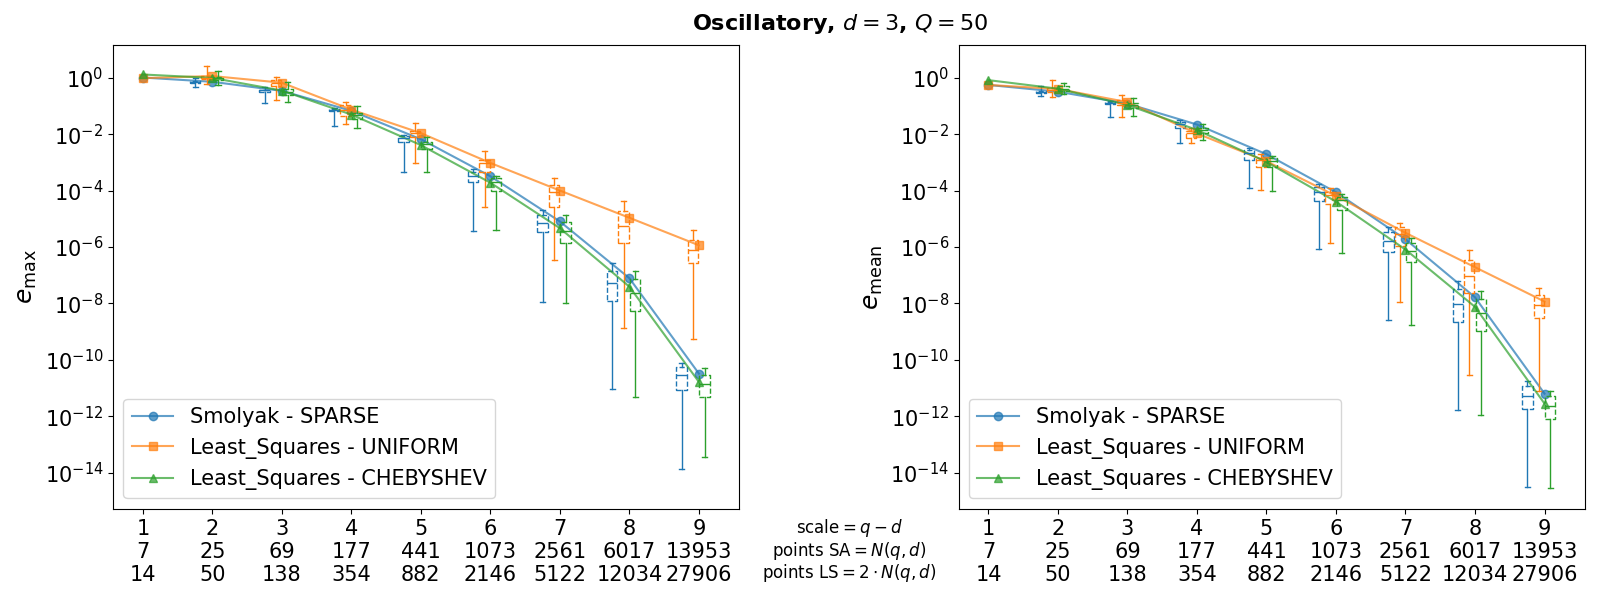 Oscillatory, d = 3, Q = 50
10⁰
10⁻²
10⁻⁴
10⁻⁶
10⁻⁸
10⁻¹⁰
10⁻¹²
10⁻¹⁴
e_max
Smolyak - SPARSE
Least_Squares - UNIFORM
Least_Squares - CHEBYSHEV
1 2 3 4 5 6 7 8 9
7 25 69 177 441 1073 2561 6017 13953
14 50 138 354 882 2146 5122 12034 27906
scale = q − d
points SA = N(q, d)
points LS = 2 · N(q, d)
10⁰
10⁻²
10⁻⁴
10⁻⁶
10⁻⁸
10⁻¹⁰
10⁻¹²
10⁻¹⁴
e_mean
Smolyak - SPARSE
Least_Squares - UNIFORM
Least_Squares - CHEBYSHEV
1 2 3 4 5 6 7 8 9
7 25 69 177 441 1073 2561 6017 13953
14 50 138 354 882 2146 5122 12034 27906